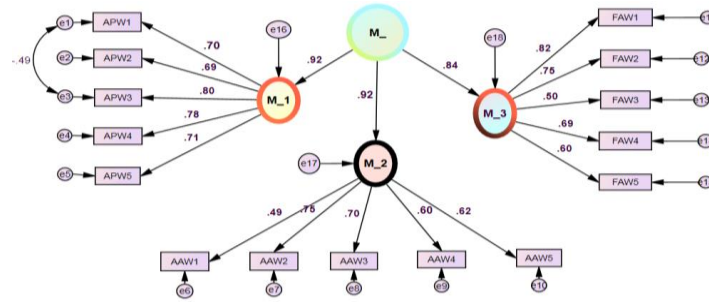 e1 APW1 e16 M_ FAW1
-.49 e2 APW2 .70 .92 .84 e18 .82 FAW2
.69 .75
e3 APW3 .80 M_1 .92 M_3 .50 FAW3
e4 APW4 .78 .69 FAW4
.71 .60
e5 APW5 e17 M_2 FAW5
.49 .75 .70 .60 .62
AAW1 AAW2 AAW3 AAW4 AAW5
e6 e7 e8 e9 e10